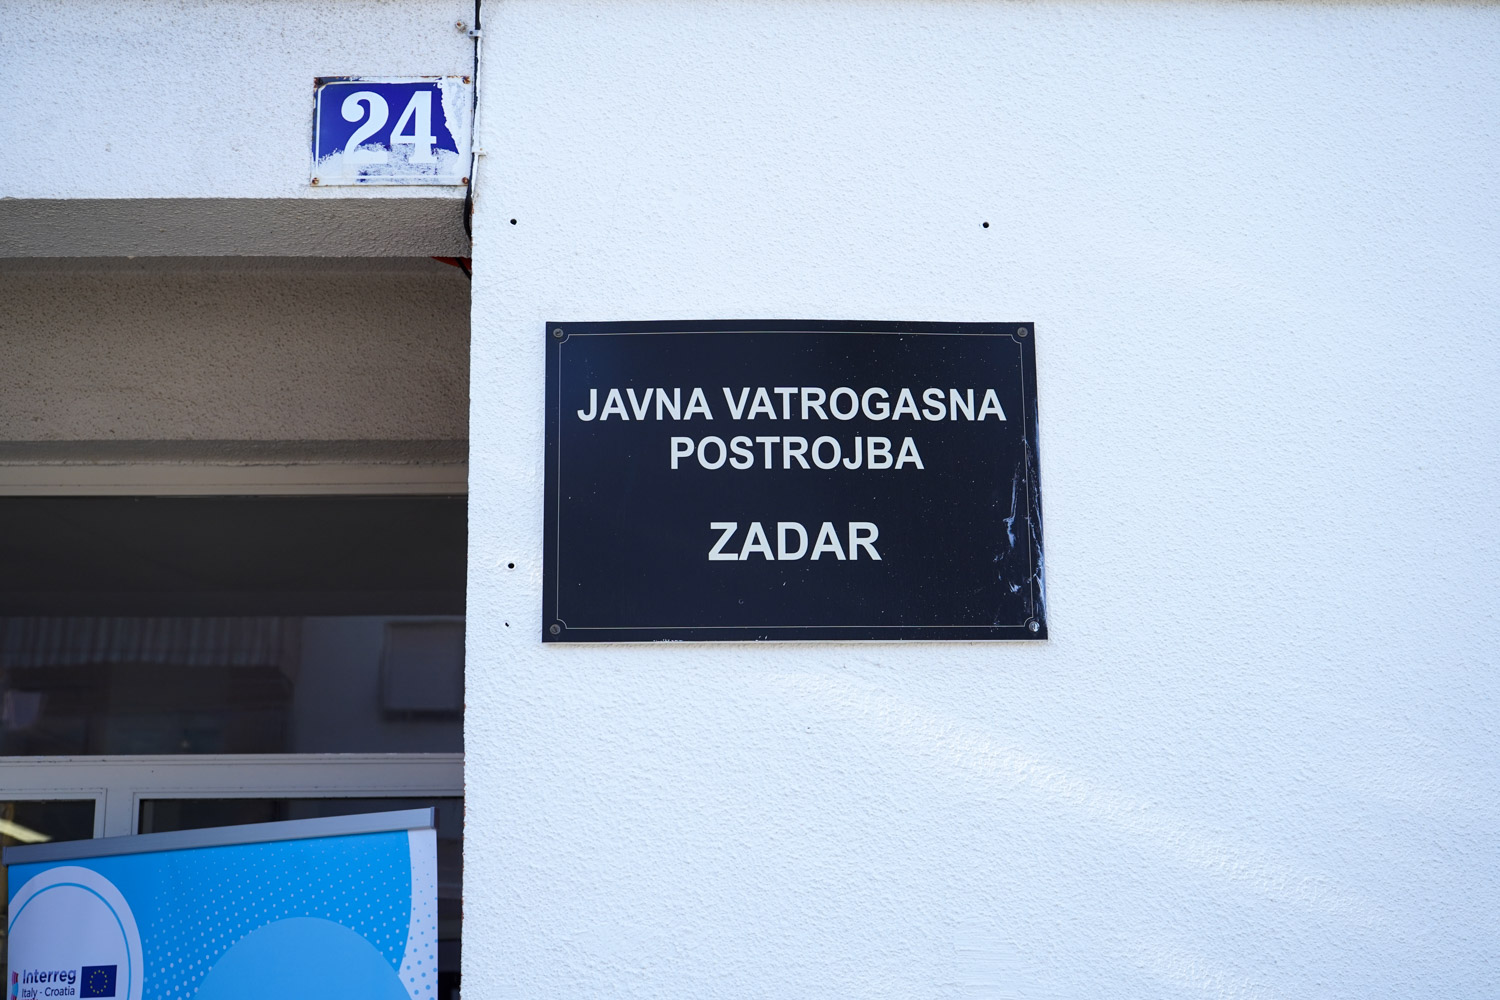 24
JAVNA VATROGASNA
POSTROJBA
ZADAR
Interreg
Italy - Croatia